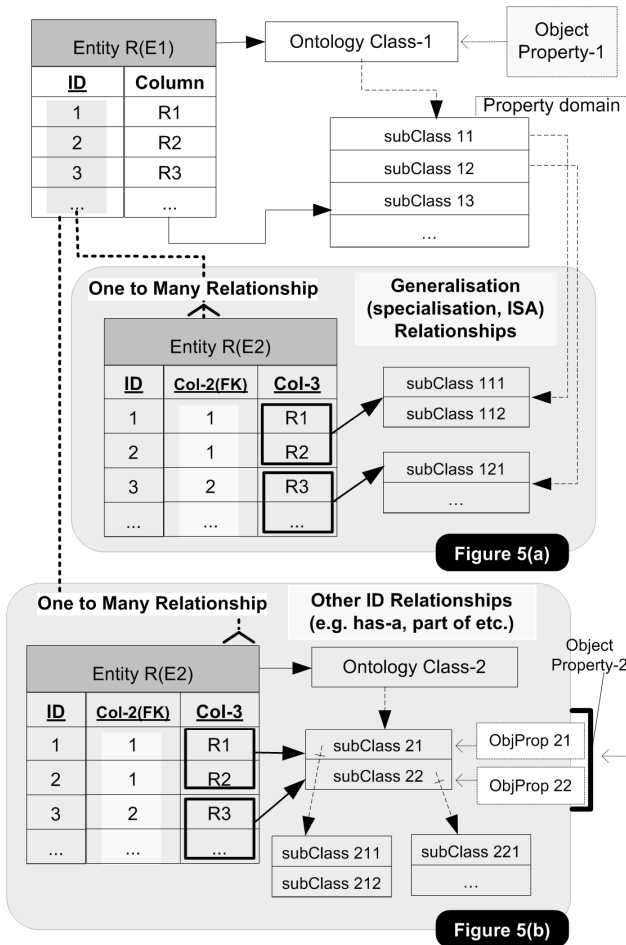 Entity R(E1)
ID Column
1 R1
2 R2
3 R3
... ...
Ontology Class-1
Object
Property-1
Property domain
subClass 11
subClass 12
subClass 13
...
One to Many Relationship
Generalisation
(specialisation, ISA)
Relationships
Entity R(E2)
ID Col-2(FK) Col-3
1 1 R1
2 1 R2
3 2 R3
... ... ...
subClass 111
subClass 112
subClass 121
...
Figure 5(a)
One to Many Relationship
Other ID Relationships
(e.g. has-a, part of etc.)
Entity R(E2)
ID Col-2(FK) Col-3
1 1 R1
2 1 R2
3 2 R3
... ... ...
Ontology Class-2
Object
Property-2
subClass 21
subClass 22
ObjProp 21
ObjProp 22
subClass 211
subClass 212
subClass 221
...
Figure 5(b)